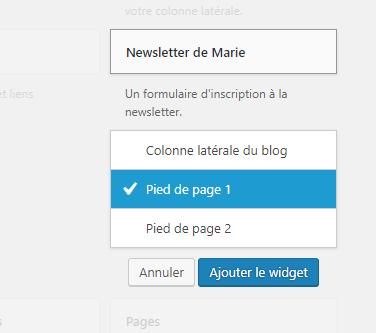 votre colonne latérale.
Newsletter de Marie
et liens
Un formulaire d'inscription à la
newsletter.
Colonne latérale du blog
Pied de page 1
Pied de page 2
Annuler
Ajouter le widget
s
Pages